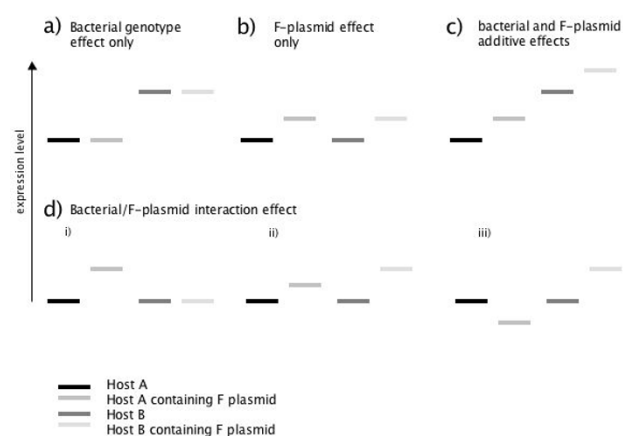 a) Bacterial genotype
effect only
b) F-plasmid effect
only
c) bacterial and F-plasmid
additive effects
expression level
d) Bacterial/F-plasmid interaction effect
i)
ii)
iii)
Host A
Host A containing F plasmid
Host B
Host B containing F plasmid